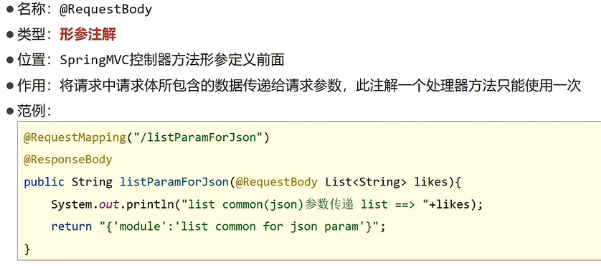 ● 名称：@RequestBody
● 类型：形参注解
● 位置：SpringMVC控制器方法形参定义前面
● 作用：将请求中请求体所包含的数据传递给请求参数，此注解一个处理器方法只能使用一次
● 范例：
@RequestMapping("/listParamForJson")
@ResponseBody
public String listParamForJson(@RequestBody List<String> likes){
    System.out.println("list common(json)参数传递 list ==> "+likes);
    return "{'module':'list common for json param'}";
}